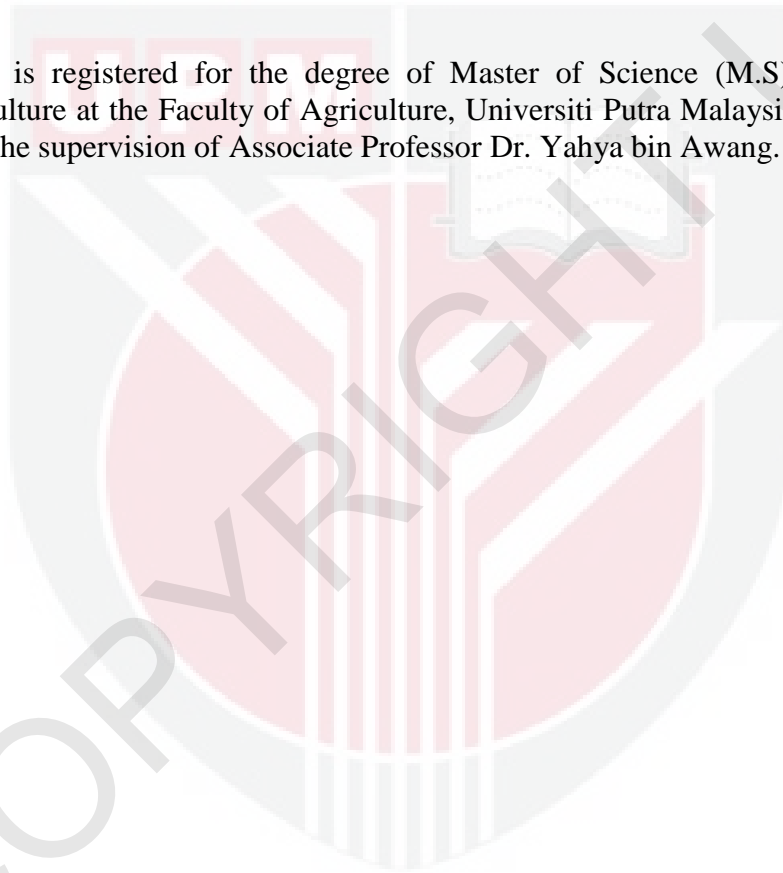 is registered for the degree of Master of Science (M.S)
ulture at the Faculty of Agriculture, Universiti Putra Malaysi
he supervision of Associate Professor Dr. Yahya bin Awang.
UPM
COPYRIGHT U